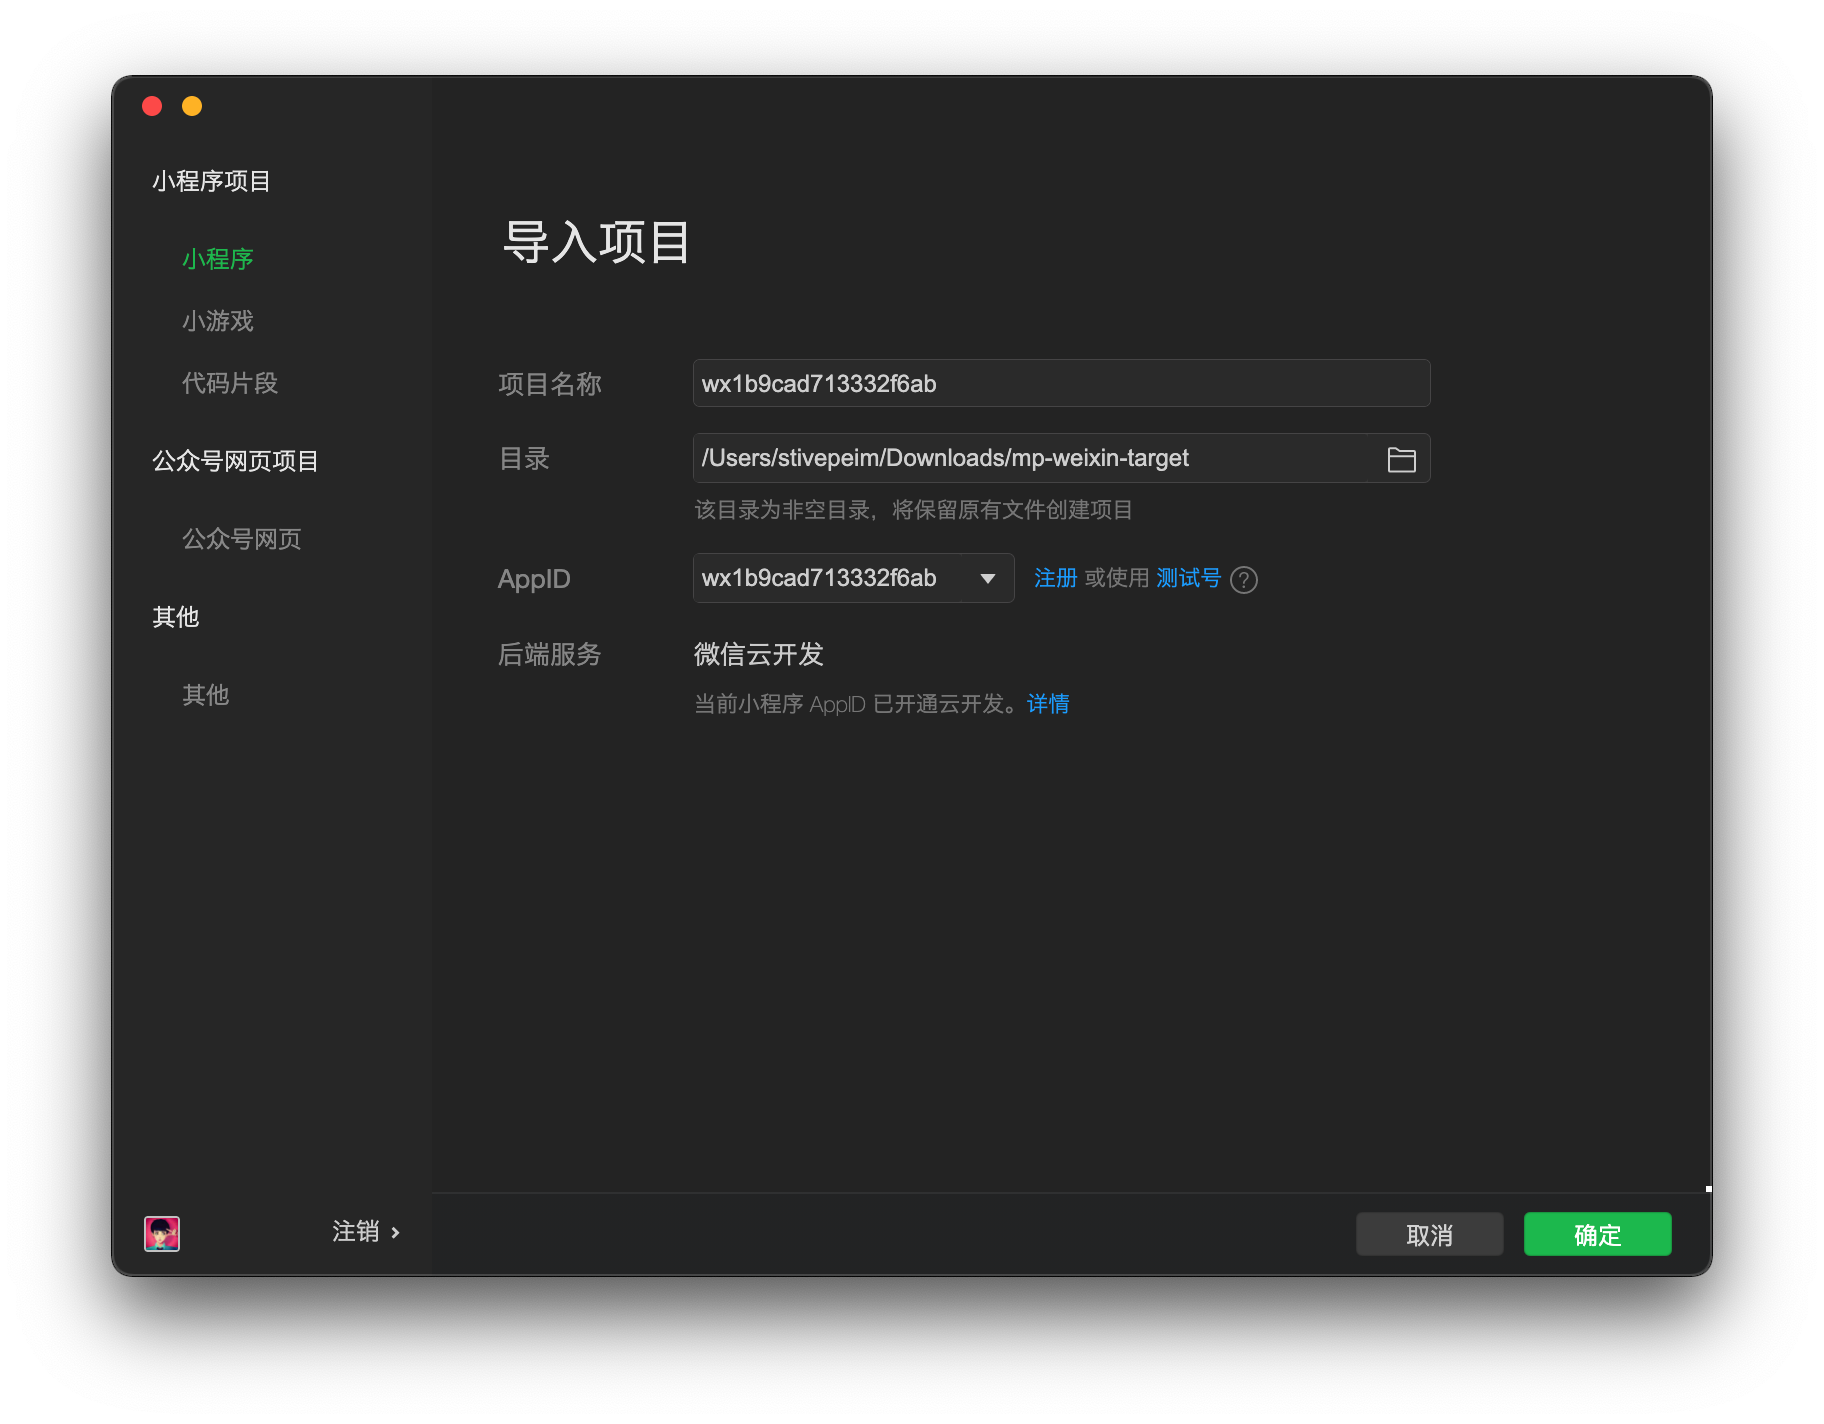 小程序项目
小程序
小游戏
代码片段
公众号网页项目
公众号网页
其他
其他
注销 ›
导入项目
项目名称 wx1b9cad713332f6ab
目录 /Users/stivepeim/Downloads/mp-weixin-target
该目录为非空目录，将保留原有文件创建项目
AppID wx1b9cad713332f6ab 注册 或使用 测试号 ?
后端服务 微信云开发
当前小程序 AppID 已开通云开发。详情
取消 确定